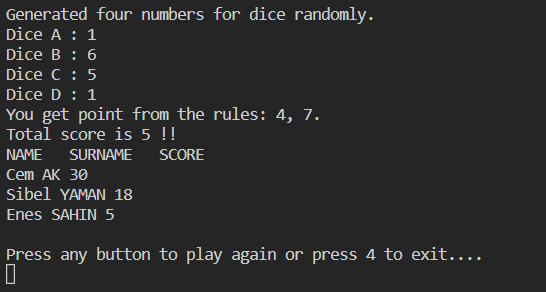 Generated four numbers for dice randomly.
Dice A : 1
Dice B : 6
Dice C : 5
Dice D : 1
You get point from the rules: 4, 7.
Total score is 5 !!
NAME   SURNAME   SCORE
Cem AK 30
Sibel YAMAN 18
Enes SAHIN 5
Press any button to play again or press 4 to exit....